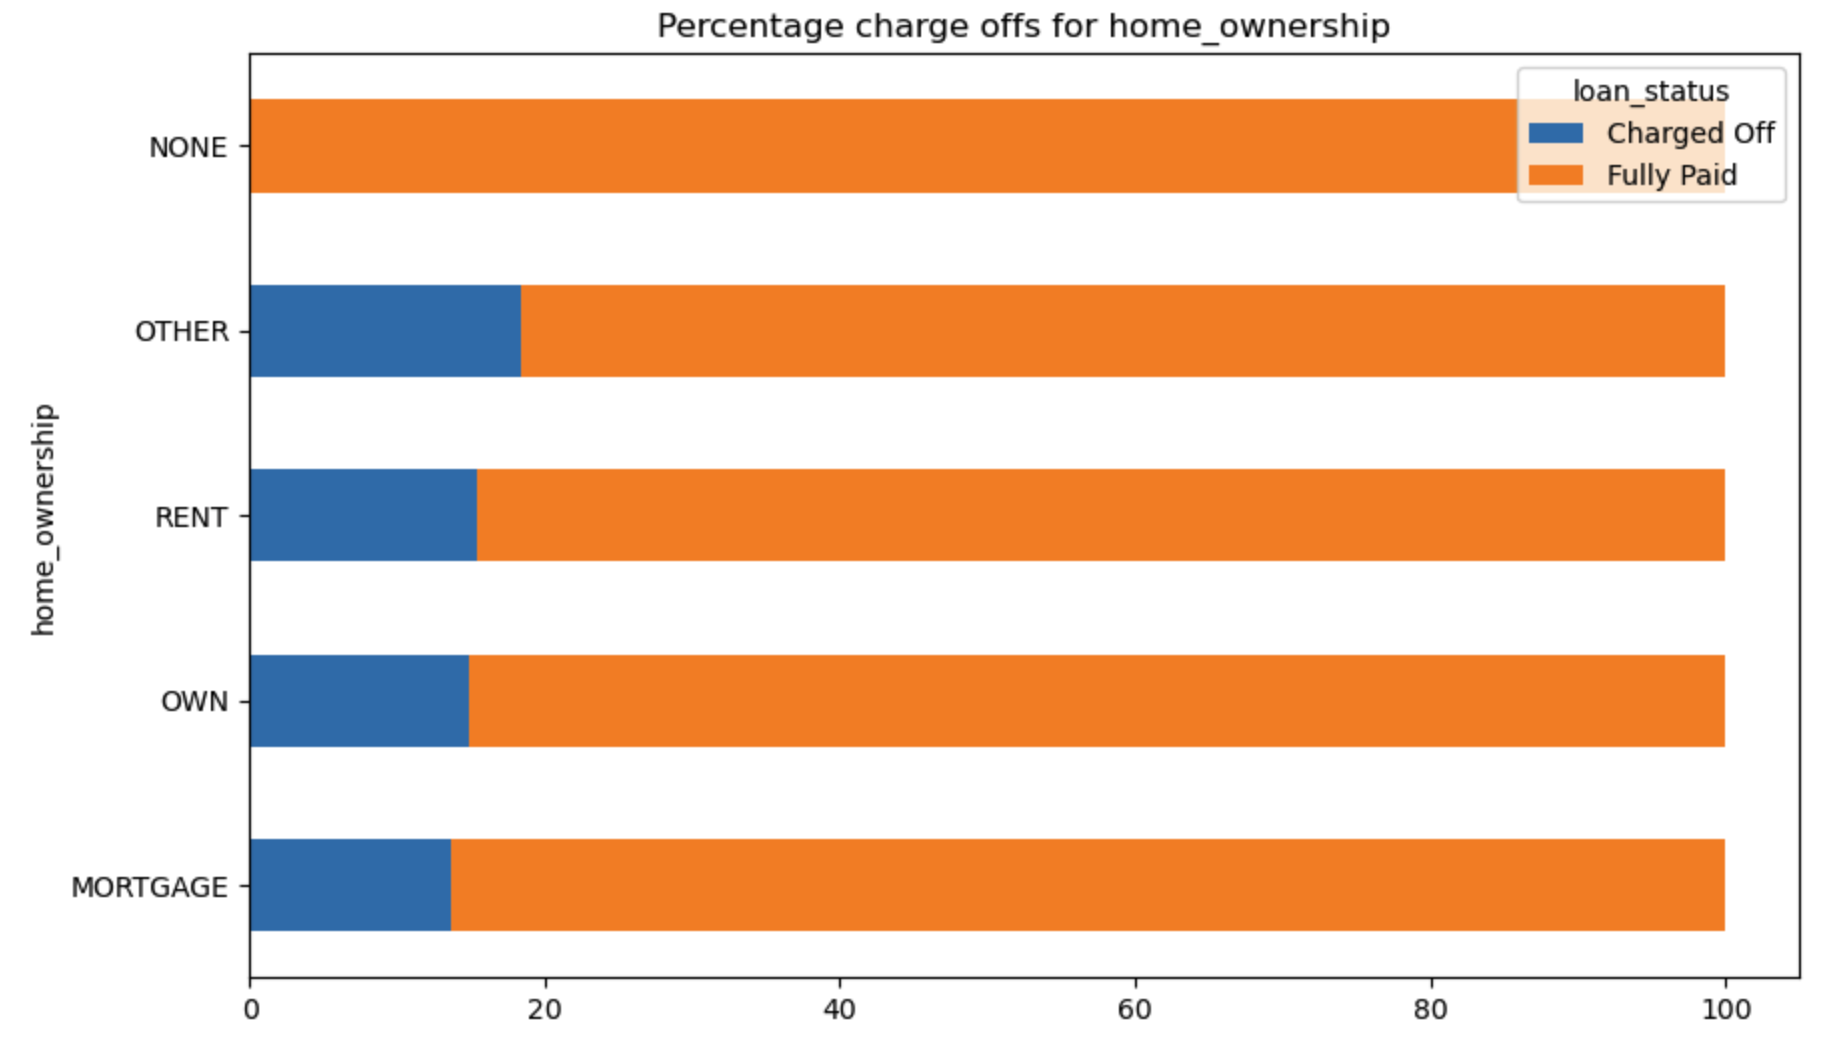 Percentage charge offs for home_ownership
loan_status
Charged Off
Fully Paid
NONE
OTHER
RENT
OWN
MORTGAGE
home_ownership
0 20 40 60 80 100